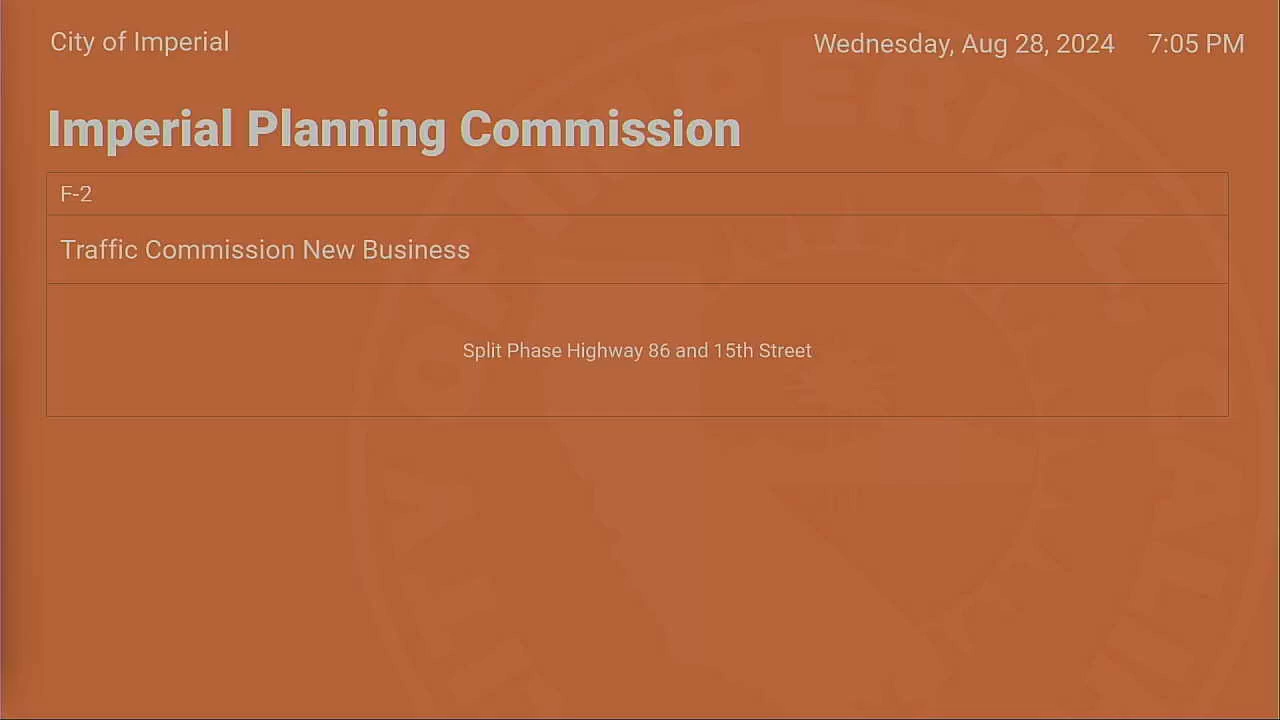 City of Imperial
Wednesday, Aug 28, 2024 7:05 PM
Imperial Planning Commission
F-2
Traffic Commission New Business
Split Phase Highway 86 and 15th Street